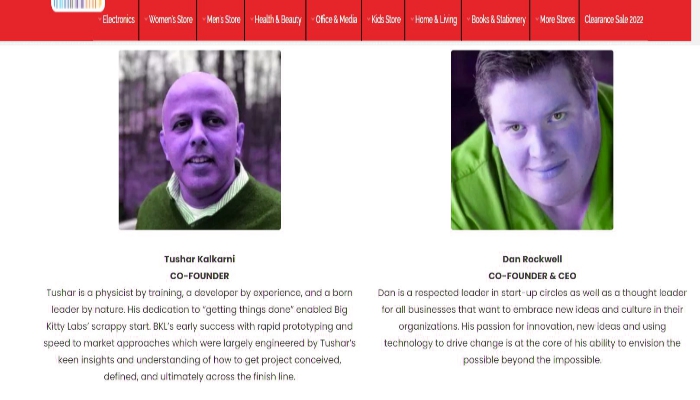 Electronics Women's Store Men's Store Health & Beauty Office & Media Kids Store Home & Living Books & Stationery More Stores Clearance Sale 2022
Tushar Kalkarni
CO-FOUNDER
Tushar is a physicist by training, a developer by experience, and a born
leader by nature. His dedication to "getting things done" enabled Big
Kitty Labs' scrappy start. BKL's early success with rapid prototyping and
speed to market approaches which were largely engineered by Tushar's
keen insights and understanding of how to get project conceived,
defined, and ultimately across the finish line.
Dan Rockwell
CO-FOUNDER & CEO
Dan is a respected leader in start-up circles as well as a thought leader
for all businesses that want to embrace new ideas and culture in their
organizations. His passion for innovation, new ideas and using
technology to drive change is at the core of his ability to envision the
possible beyond the impossible.